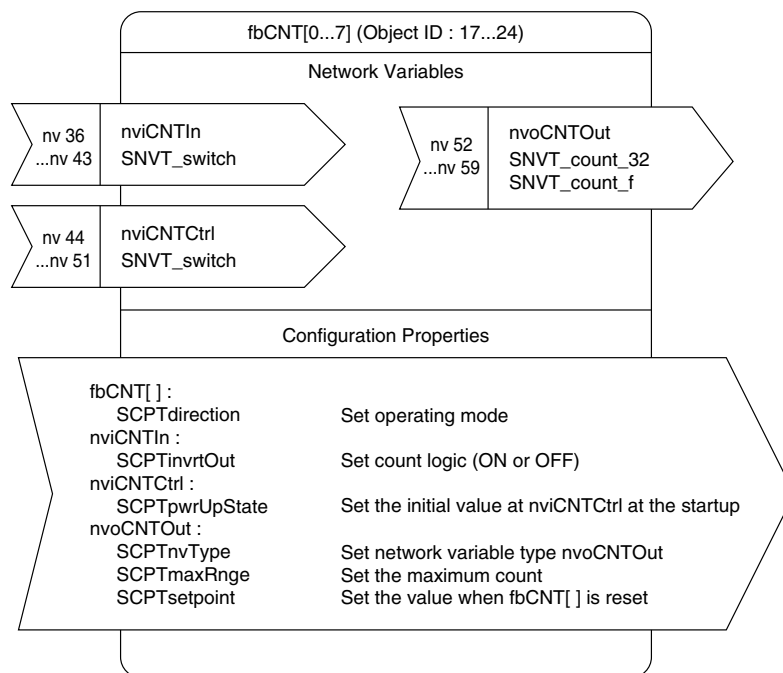 fbCNT[0...7] (Object ID : 17...24)
Network Variables
nv 36
...nv 43
nviCNTIn
SNVT_switch
nv 52
...nv 59
nvoCNTOut
SNVT_count_32
SNVT_count_f
nv 44
...nv 51
nviCNTCtrl
SNVT_switch
Configuration Properties
fbCNT[ ] :
SCPTdirection Set operating mode
nviCNTIn :
SCPTinvrtOut Set count logic (ON or OFF)
nviCNTCtrl :
SCPTpwrUpState Set the initial value at nviCNTCtrl at the startup
nvoCNTOut :
SCPTnvType Set network variable type nvoCNTOut
SCPTmaxRnge Set the maximum count
SCPTsetpoint Set the value when fbCNT[ ] is reset